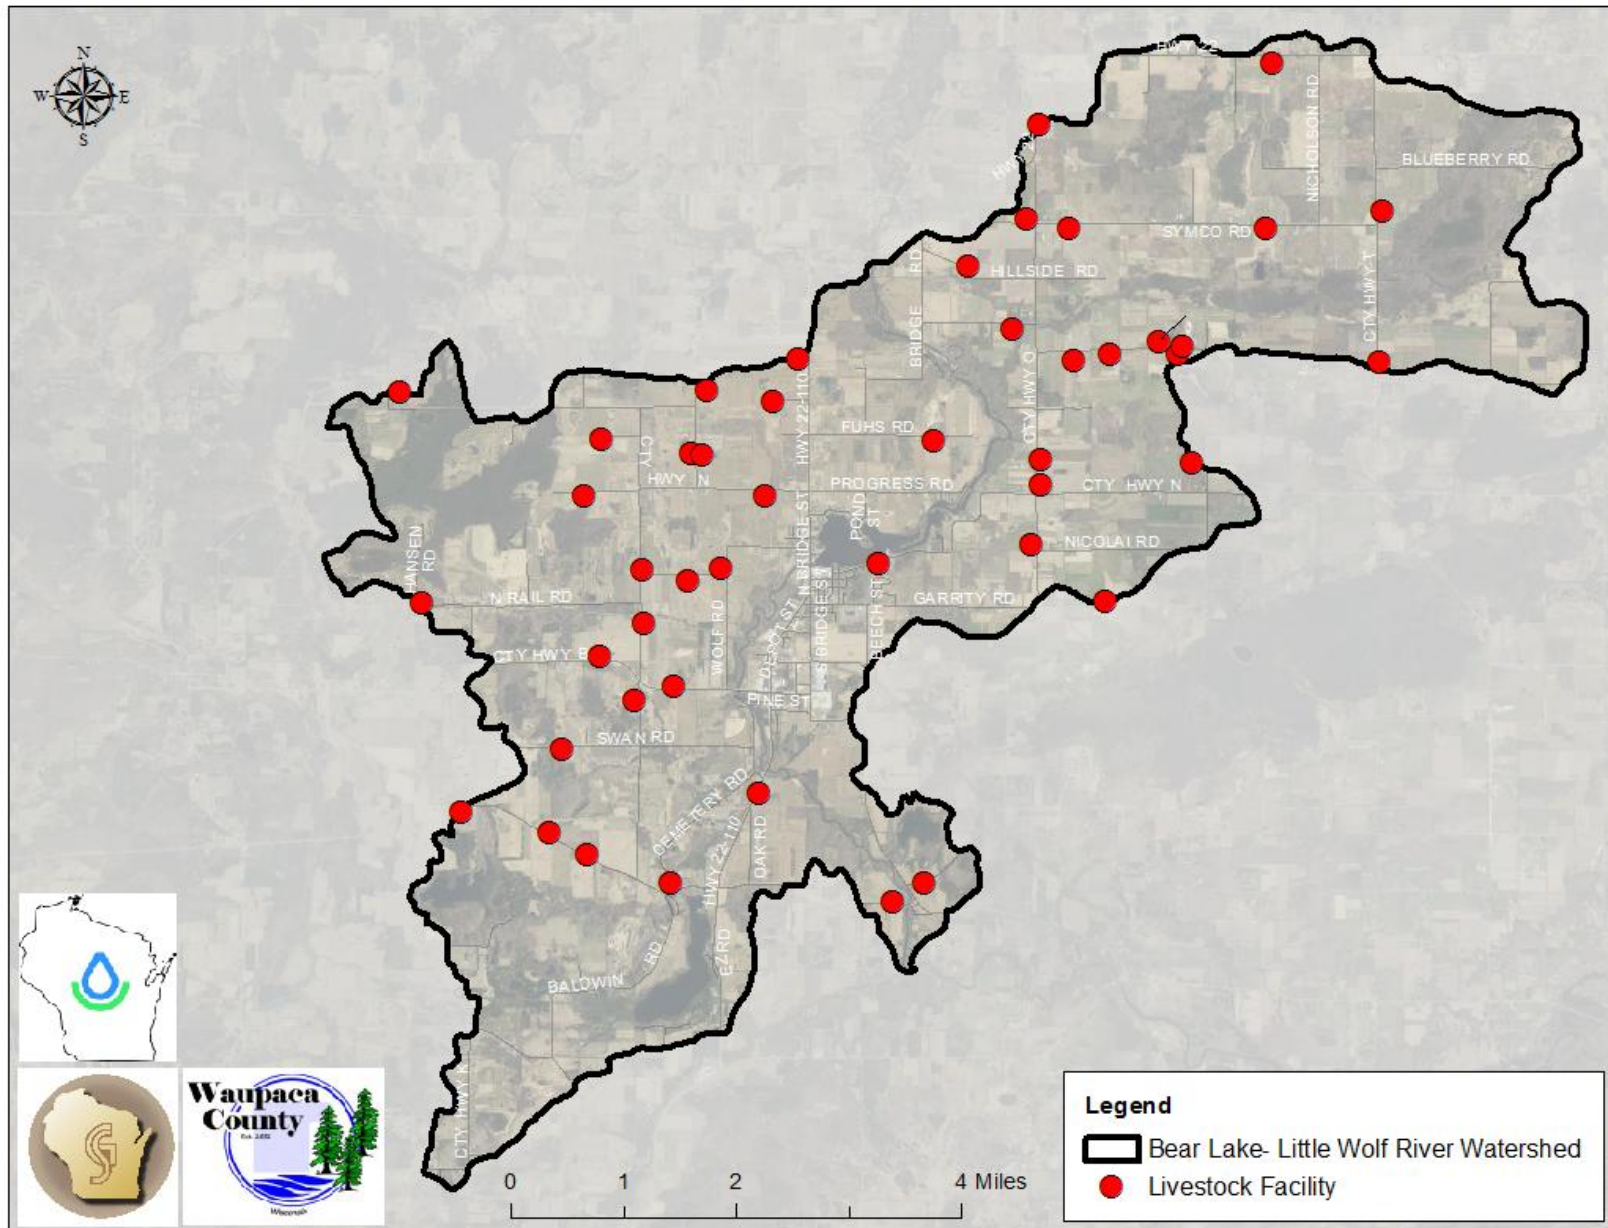 N
W
E
S
HWY 22
HWY 22
NICHOLSON RD
BLUEBERRY RD
SYMCO RD
HILLSIDE RD
BRIDGE RD
CTY HWY T
CTY HWY O
HWY 22-110
FUHS RD
CTY
HWY N
PROGRESS RD
CTY HWY N
POND
ST
N BRIDGE ST
HANSEN
RD
NICOLAI RD
N RAIL RD
GARRITY RD
WOLF RD
DEPOT ST
S BRIDGE ST
BEECH ST
CTY HWY B
PINE ST
SWAN RD
CEMETERY RD
HWY 22-110
OAK RD
BALDWIN
RD
EZ RD
Waupaca
County
Wisconsin
0 1 2 4 Miles
Legend
Bear Lake- Little Wolf River Watershed
Livestock Facility